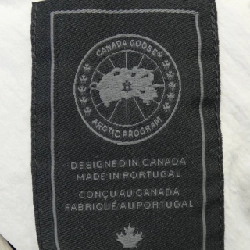 CANADA GOOSE
ARCTIC PROGRAM
DESIGNED IN CANADA
MADE IN PORTUGAL
CONÇU AU CANADA
FABRIQUÉ AU PORTUGAL